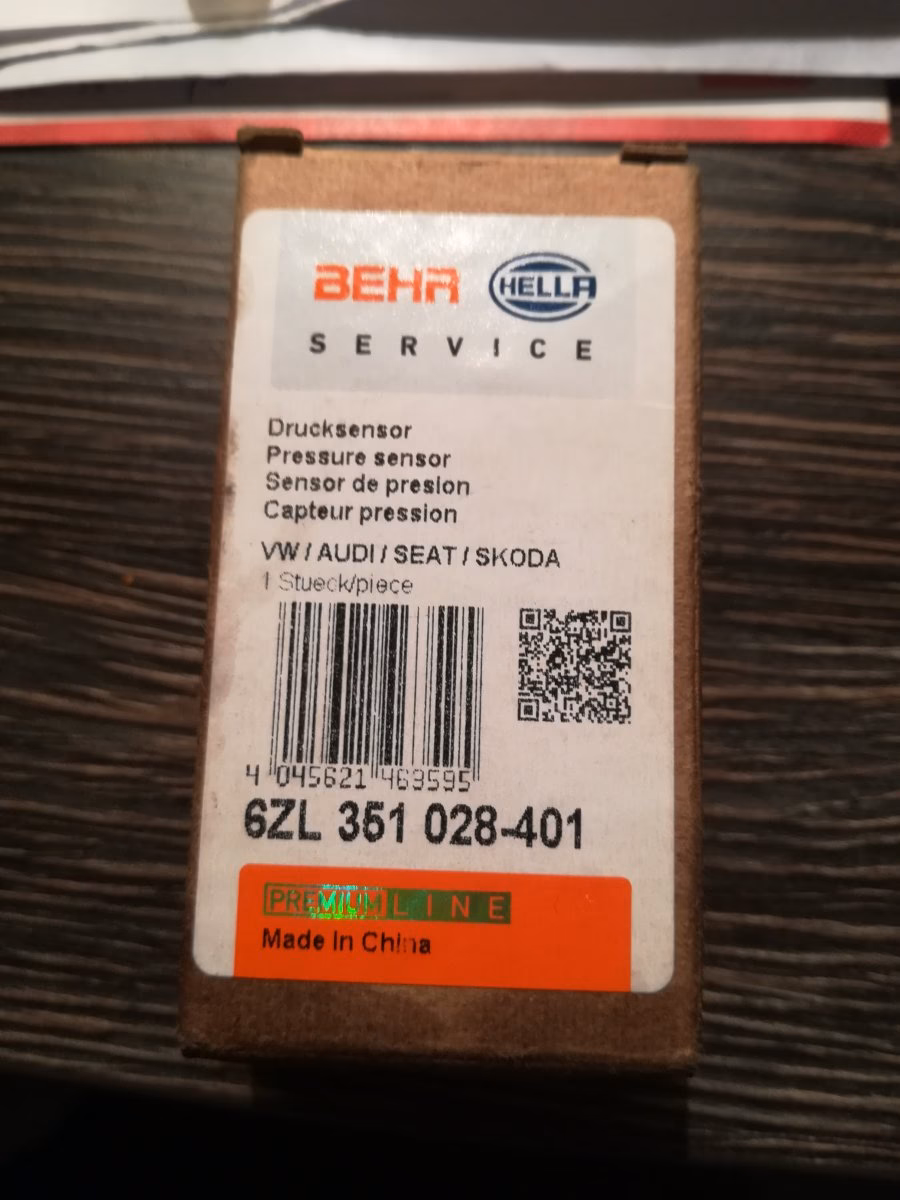 BEHR HELLA
SERVICE
Drucksensor
Pressure sensor
Sensor de presion
Capteur pression
VW / AUDI / SEAT / SKODA
1 Stueck/piece
4 045621 469595
6ZL 351 028-401
PREMIUM LINE
Made in China